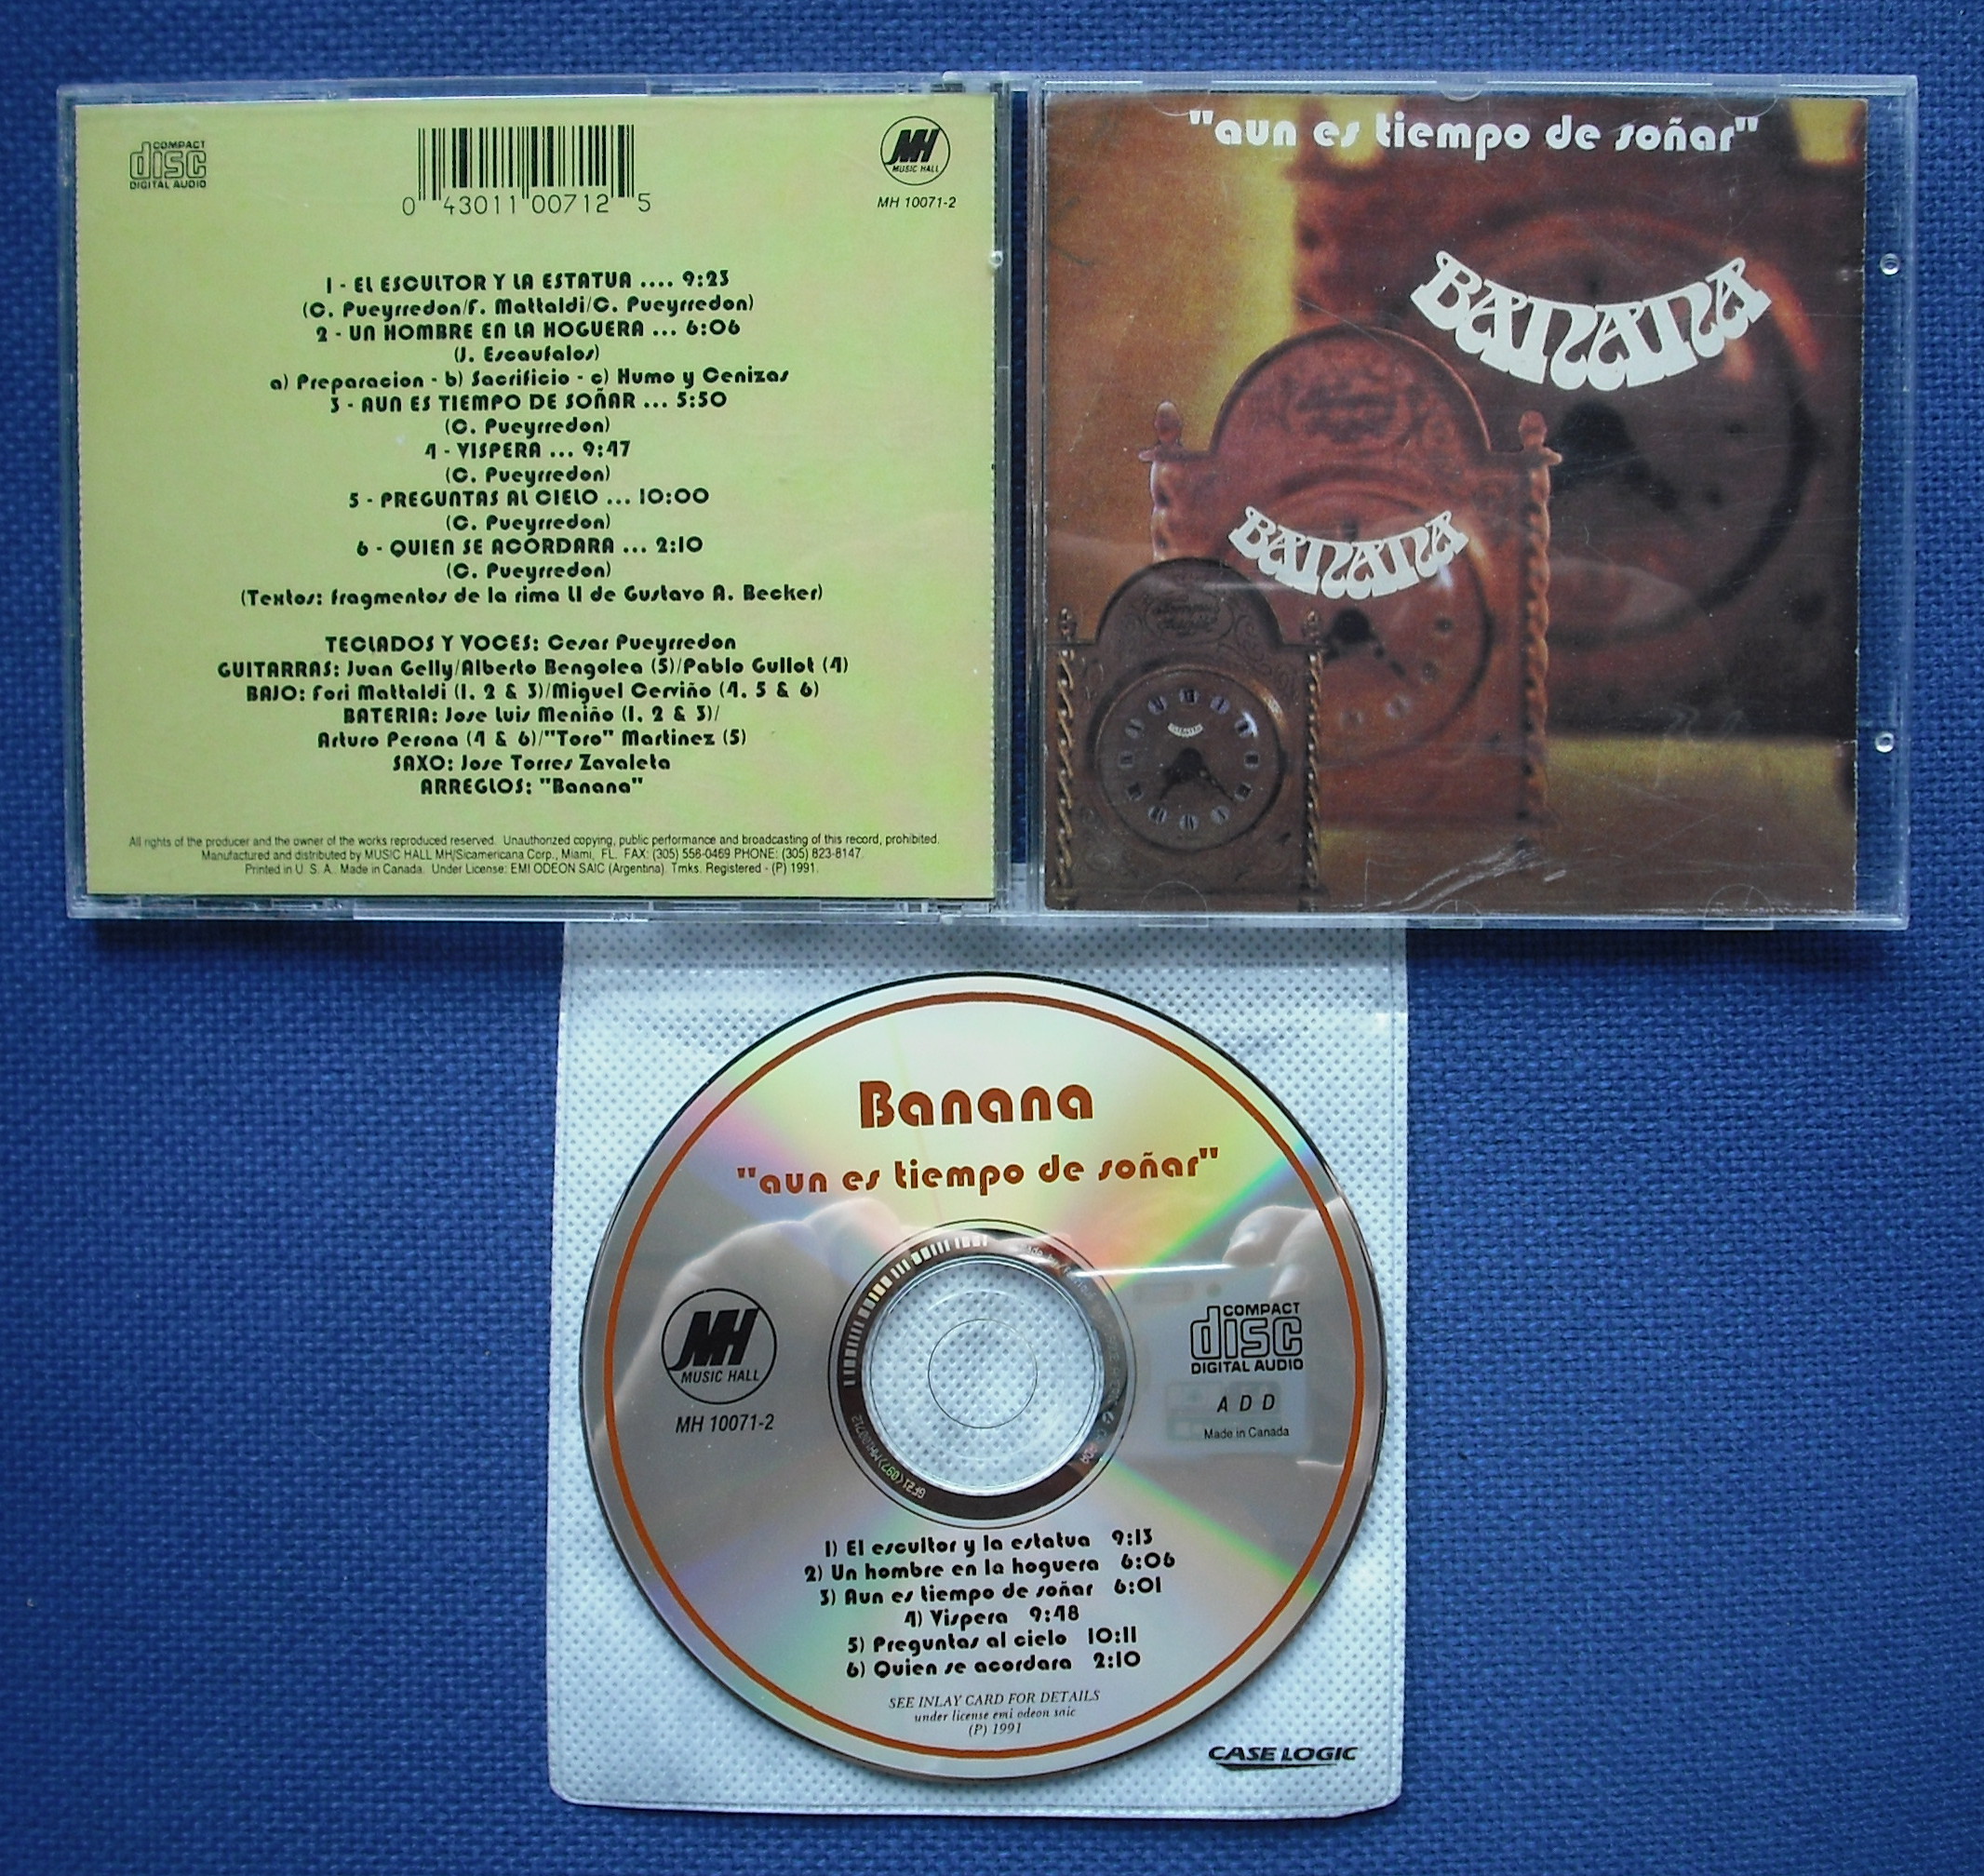 COMPACT
disc
DIGITAL AUDIO
0 43011 00712 5
MH
MUSIC HALL
MH 10071-2
1 - EL ESCULTOR Y LA ESTATUA .... 9:23
(C. Pueyrredon/F. Mattaldi/C. Pueyrredon)
2 - UN HOMBRE EN LA HOGUERA ... 6:06
(J. Escaufalos)
a) Preparacion - b) Sacrificio - c) Humo y Cenizas
3 - AUN ES TIEMPO DE SOÑAR ... 5:50
(C. Pueyrredon)
4 - VISPERA ... 9:47
(C. Pueyrredon)
5 - PREGUNTAS AL CIELO ... 10:00
(C. Pueyrredon)
6 - QUIEN SE ACORDARA ... 2:10
(C. Pueyrredon)
(Textos: fragmentos de la rima LI de Gustavo A. Becker)
TECLADOS Y VOCES: Cesar Pueyrredon
GUITARRAS: Juan Gelly/Alberto Bengolea (5)/Pablo Gullot (4)
BAJO: Fori Mattaldi (1, 2 & 3)/Miguel Cerviño (4, 5 & 6)
BATERIA: Jose Luis Meniño (1, 2 & 3)/
Arturo Perona (4 & 6)/"Toro" Martinez (5)
SAXO: Jose Torres Zavaleta
ARREGLOS: "Banana"
All rights of the producer and the owner of the works reproduced reserved. Unauthorized copying, public performance and broadcasting of this record, prohibited.
Manufactured and distributed by MUSIC HALL MH/Sicamericana Corp., Miami, FL. FAX: (305) 556-0469 PHONE: (305) 823-8147.
Printed in U. S. A.. Made in Canada. Under License: EMI ODEON SAIC (Argentina). Tmks. Registered - (P) 1991.
"aun es tiempo de soñar"
BANANA
BANANA
Banana
"aun es tiempo de soñar"
MH
MUSIC HALL
MH 10071-2
COMPACT
disc
DIGITAL AUDIO
A D D
Made in Canada
1) El escultor y la estatua 9:13
2) Un hombre en la hoguera 6:06
3) Aun es tiempo de soñar 6:01
4) Vispera 9:48
5) Preguntas al cielo 10:11
6) Quien se acordara 2:10
SEE INLAY CARD FOR DETAILS
under license emi odeon saic
(P) 1991
CASE LOGIC